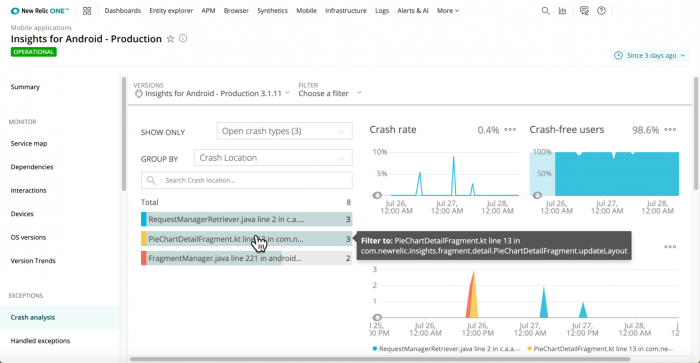 New Relic ONE™
Dashboards Entity explorer APM Browser Synthetics Mobile Infrastructure Logs Alerts & AI More
Mobile applications
Insights for Android - Production
OPERATIONAL
Since 3 days ago
Summary
MONITOR
Service map
Dependencies
Interactions
Devices
OS versions
Version Trends
EXCEPTIONS
Crash analysis
Handled exceptions
VERSIONS
Insights for Android - Production 3.1.11
FILTER
Choose a filter
SHOW ONLY Open crash types (3)
GROUP BY Crash Location
Search Crash location...
Total 8
RequestManagerRetriever.java line 2 in c.a.... 3
PieChartDetailFragment.kt line 13 in com.n... 3
FragmentManager.java line 221 in android... 2
Crash rate 0.4%
10%
5%
Jul 26, 12:00 AM
Jul 27, 12:00 AM
Jul 28, 12:00 AM
Crash-free users 98.6%
100%
50%
Jul 26, 12:00 AM
Jul 27, 12:00 AM
Jul 28, 12:00 AM
Filter to: PieChartDetailFragment.kt line 13 in
com.newrelic.insights.fragment.detail.PieChartDetailFragment.updateLayout
3
2
1
25, 00 PM
Jul 26, 12:00 AM
Jul 26, 12:00 PM
Jul 27, 12:00 AM
Jul 27, 12:00 PM
Jul 28, 12:00 AM
RequestManagerRetriever.java line 2 in c.a.a...
PieChartDetailFragment.kt line 13 in com.ne...